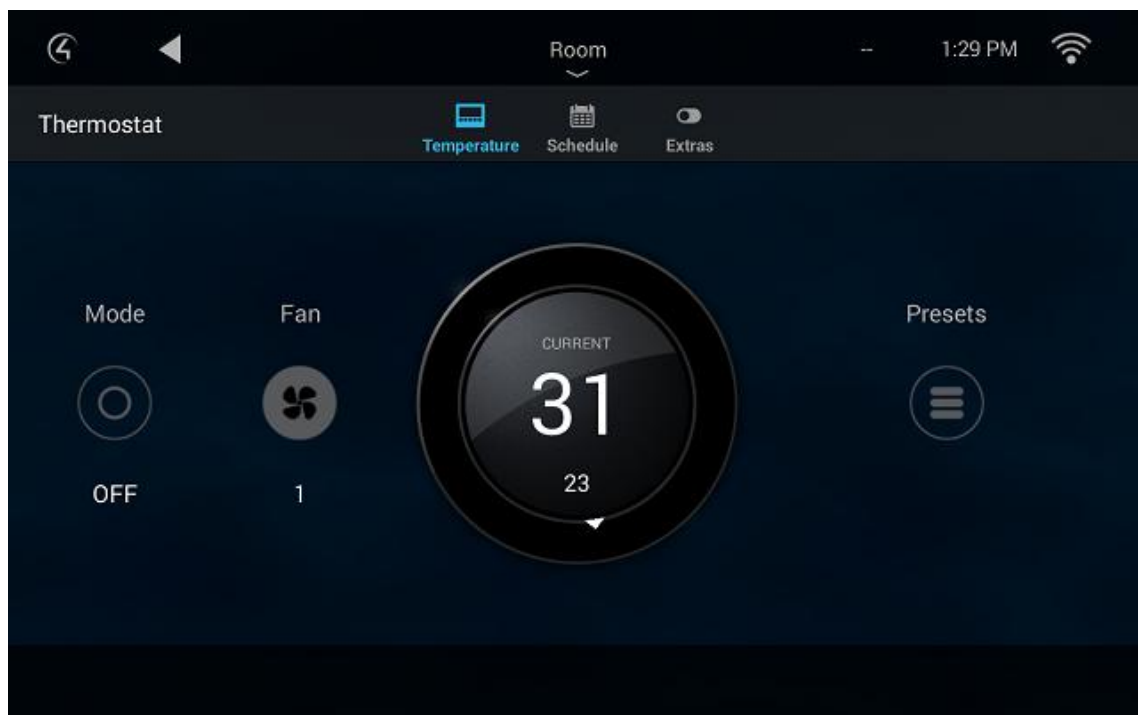 Room
--
1:29 PM
Thermostat
Temperature
Schedule
Extras
Mode
Fan
Presets
CURRENT
31
23
OFF
1